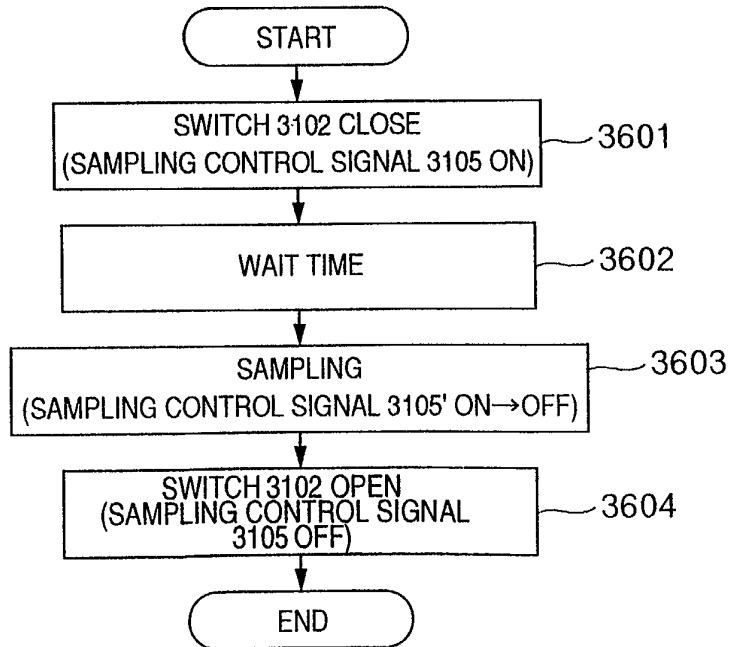 START
SWITCH 3102 CLOSE
(SAMPLING CONTROL SIGNAL 3105 ON)
3601
WAIT TIME
3602
SAMPLING
(SAMPLING CONTROL SIGNAL 3105' ON→OFF)
3603
SWITCH 3102 OPEN
(SAMPLING CONTROL SIGNAL
3105 OFF)
3604
END